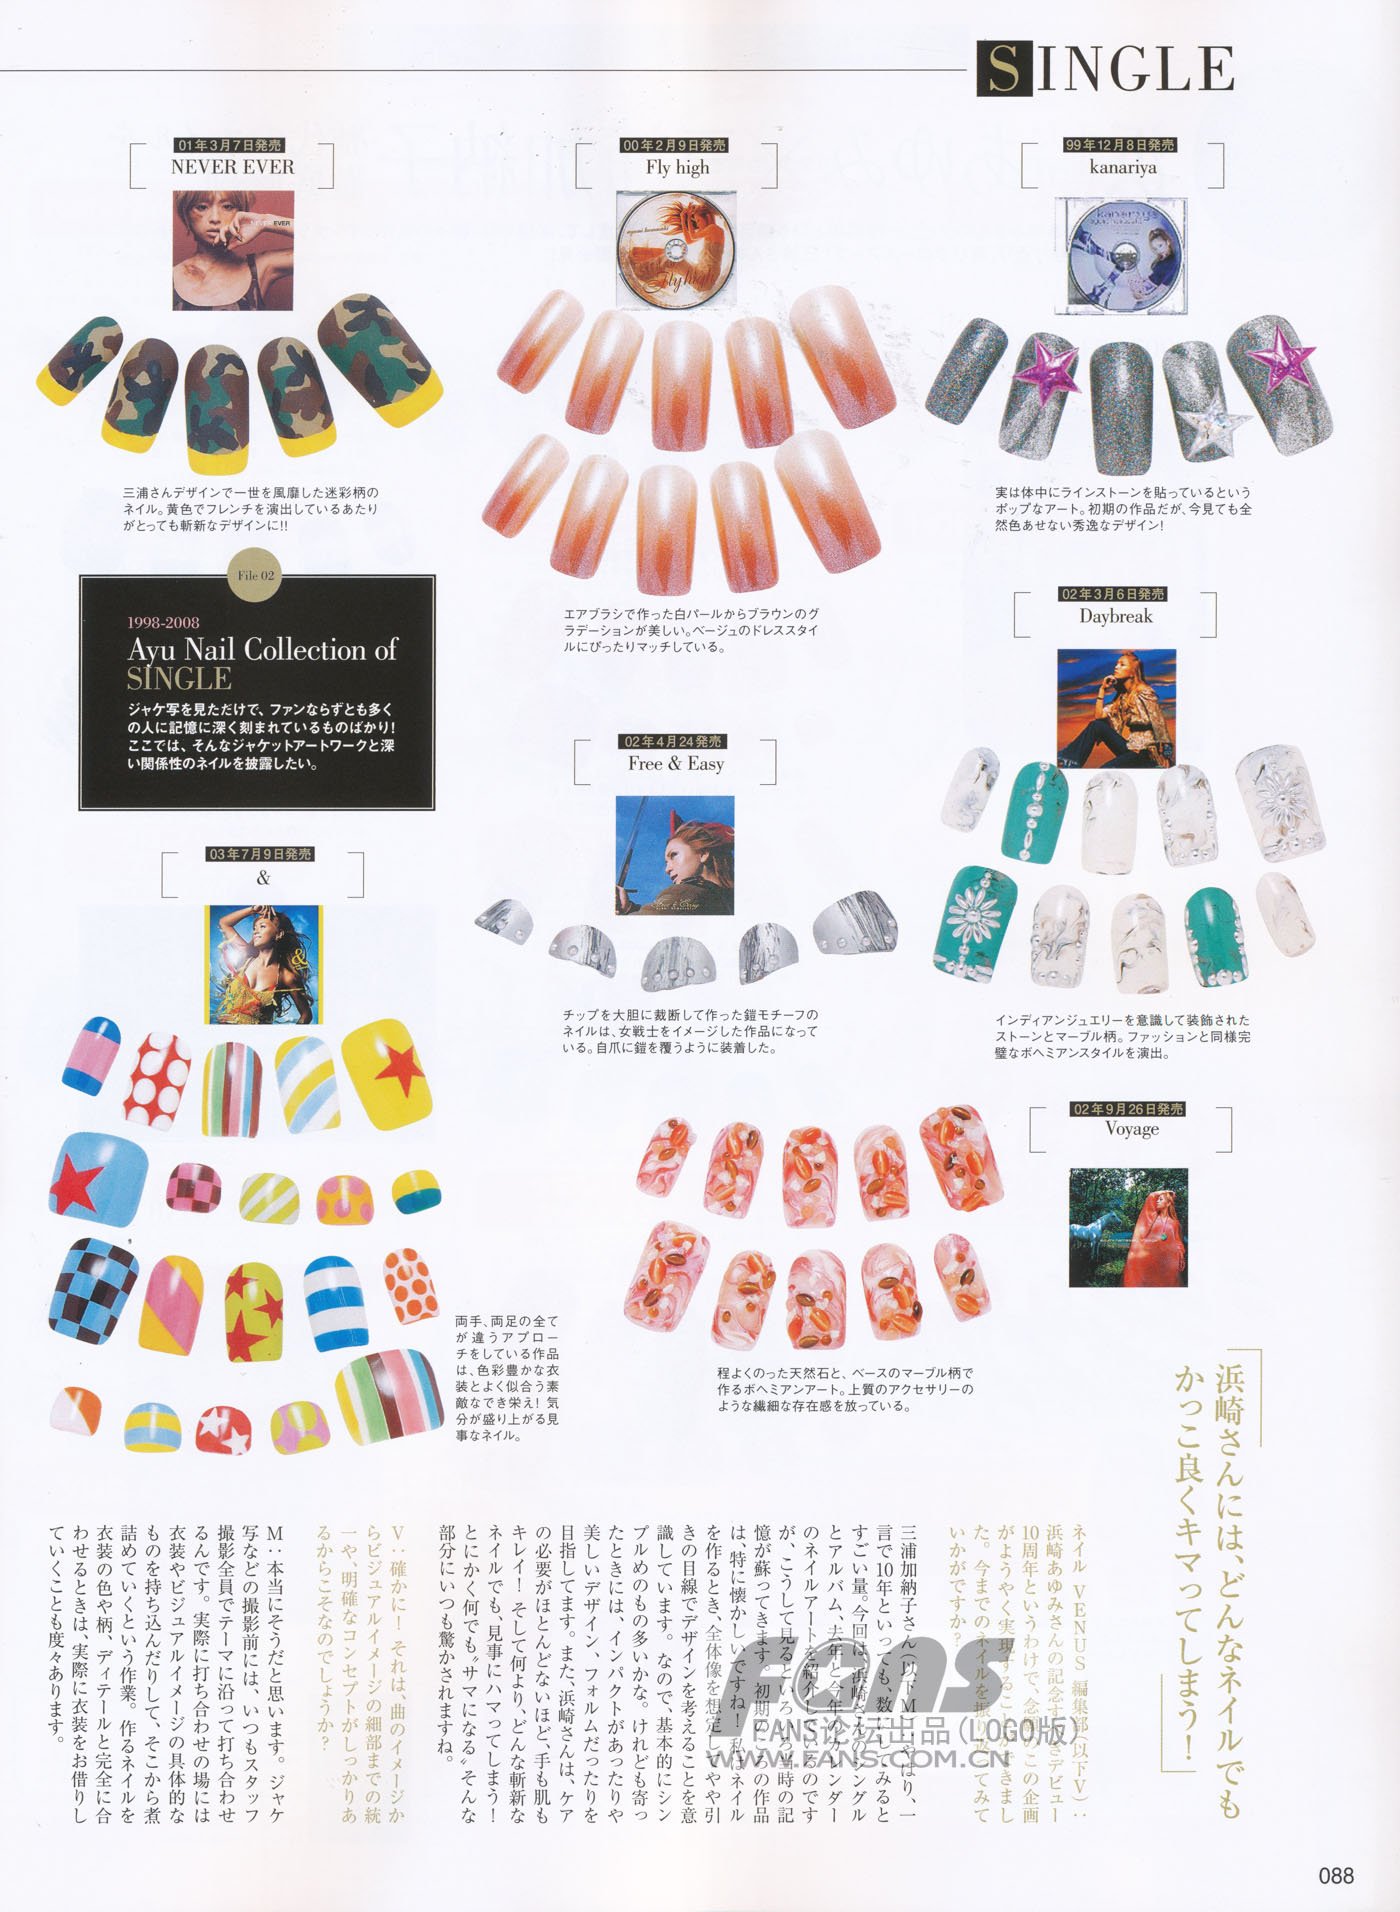 SINGLE
01年3月7日発売
NEVER EVER
NEVER EVER
三浦さんデザインで一世を風靡した迷彩柄の
ネイル。黄色でフレンチを演出しているあたり
がとっても斬新なデザインに!!
00年2月9日発売
Fly high
ayumi hamasaki
Fly high
エアブラシで作った白パールからブラウンのグ
ラデーションが美しい。ベージュのドレススタイ
ルにぴったりマッチしている。
99年12月8日発売
kanariya
kanariya
実は体中にラインストーンを貼っているという
ポップなアート。初期の作品だが、今見ても全
然色あせない秀逸なデザイン!
File 02
1998-2008
Ayu Nail Collection of
SINGLE
ジャケ写を見ただけで、ファンならずとも多く
の人に記憶に深く刻まれているものばかり!
ここでは、そんなジャケットアートワークと深
い関係性のネイルを披露したい。
02年3月6日発売
Daybreak
インディアンジュエリーを意識して装飾された
ストーンとマーブル柄。ファッションと同様完
璧なボヘミアンスタイルを演出。
02年4月24発売
Free & Easy
チップを大胆に裁断して作った鎧モチーフの
ネイルは、女戦士をイメージした作品になって
いる。自爪に鎧を覆うように装着した。
03年7月9日発売
&
&
両手、両足の全て
が違うアプロー
チをしている作品
は、色彩豊かな衣
装とよく似合う素
敵なでき栄え! 気
分が盛り上がる見
事なネイル。
02年9月26日発売
Voyage
程よくのった天然石と、ベースのマーブル柄で
作るボヘミアンアート。上質のアクセサリーの
ような繊細な存在感を放っている。
浜崎さんには、どんなネイルでも
かっこ良くキマってしまう!
ネイル VENUS 編集部(以下V):
浜崎あゆみさんの記念すべきデビュー
10周年というわけで、念願のこの企画
がようやく実現することができまし
た。今までのネイルを振り返ってみて
いかがですか?
三浦加納子さん(以下M):やはり、一
言で10年といっても、数にしてみると
すごい量。今回は、浜崎さんのシングル
とアルバム、去年と今年のカレンダー
のネイルアートを紹介しているのです
が、こうして見るといろいろ当時の記
憶が蘇ってきます。初期のころの作品
は、特に懐かしいですね! 私はネイル
を作るとき、全体像を想定してやや引
きの目線でデザインを考えることを意
識しています。なので、基本的にシン
プルめのもの多いかな。けれども寄っ
たときには、インパクトがあったりや
美しいデザイン、フォルムだったりを
目指してます。また、浜崎さんは、ケア
の必要がほとんどないほど、手も肌も
キレイ! そして何より、どんな斬新な
ネイルでも、見事にハマってしまう!
とにかく何でも〝サマになる〟そんな
部分にいつも驚かされますね。
V:確かに! それは、曲のイメージか
らビジュアルイメージの細部までの統
一や、明確なコンセプトがしっかりあ
るからこそなのでしょうか?
M:本当にそうだと思います。ジャケ
写などの撮影前には、いつもスタッフ
撮影全員でテーマに沿って打ち合わせ
るんです。実際に打ち合わせの場には
衣装やビジュアルイメージの具体的な
ものを持ち込んだりして、そこから煮
詰めていくという作業。作るネイルを
衣装の色や柄、ディテールと完全に合
わせるときは、実際に衣装をお借りし
ていくことも度々あります。
FANS
FANS论坛出品(LOGO版)
WWW.FANS.COM.CN
088